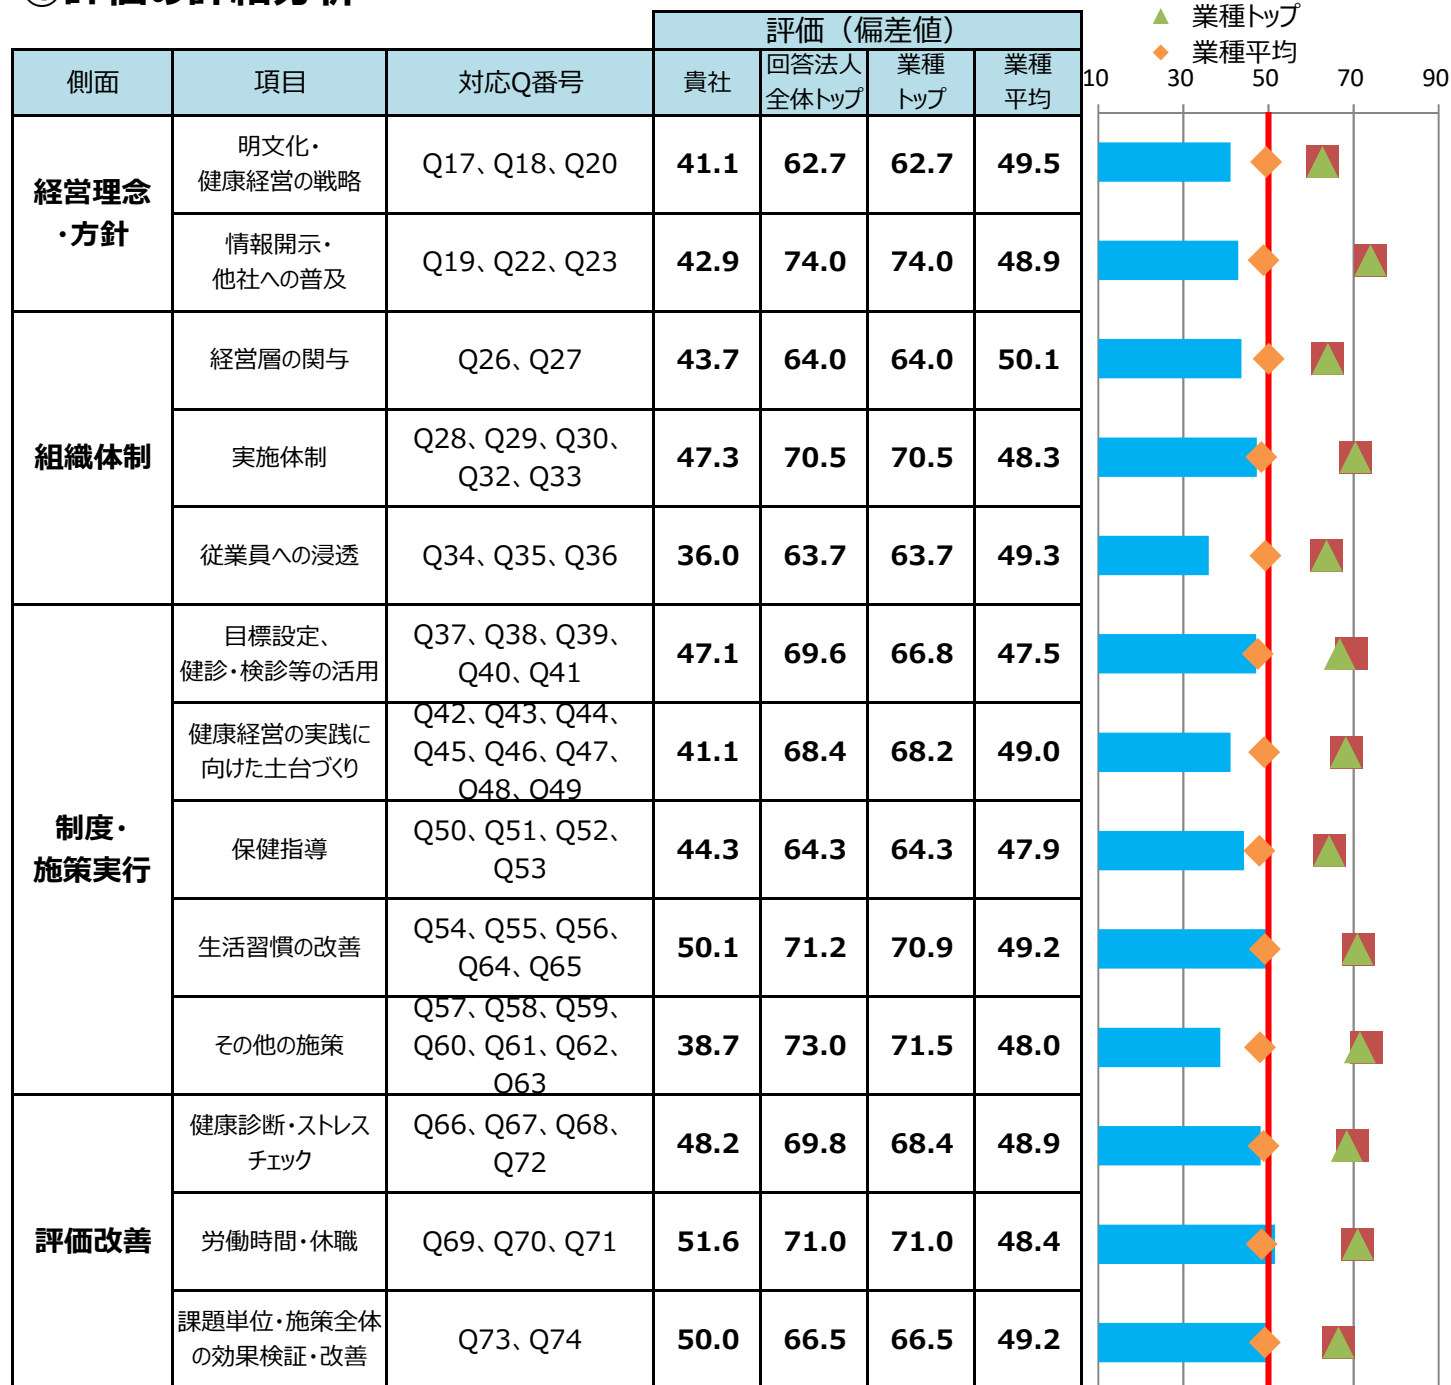 評価（偏差値）
▲ 業種トップ
◆ 業種平均
側面 項目 対応Q番号 貴社 回答法人全体トップ 業種トップ 業種平均
10 30 50 70 90
経営理念・方針
明文化・健康経営の戦略 Q17、Q18、Q20 41.1 62.7 62.7 49.5
情報開示・他社への普及 Q19、Q22、Q23 42.9 74.0 74.0 48.9
組織体制
経営層の関与 Q26、Q27 43.7 64.0 64.0 50.1
実施体制 Q28、Q29、Q30、Q32、Q33 47.3 70.5 70.5 48.3
従業員への浸透 Q34、Q35、Q36 36.0 63.7 63.7 49.3
制度・施策実行
目標設定、健診・検診等の活用 Q37、Q38、Q39、Q40、Q41 47.1 69.6 66.8 47.5
健康経営の実践に向けた土台づくり Q42、Q43、Q44、Q45、Q46、Q47、Q48、Q49 41.1 68.4 68.2 49.0
保健指導 Q50、Q51、Q52、Q53 44.3 64.3 64.3 47.9
生活習慣の改善 Q54、Q55、Q56、Q64、Q65 50.1 71.2 70.9 49.2
その他の施策 Q57、Q58、Q59、Q60、Q61、Q62、Q63 38.7 73.0 71.5 48.0
評価改善
健康診断・ストレスチェック Q66、Q67、Q68、Q72 48.2 69.8 68.4 48.9
労働時間・休職 Q69、Q70、Q71 51.6 71.0 71.0 48.4
課題単位・施策全体の効果検証・改善 Q73、Q74 50.0 66.5 66.5 49.2